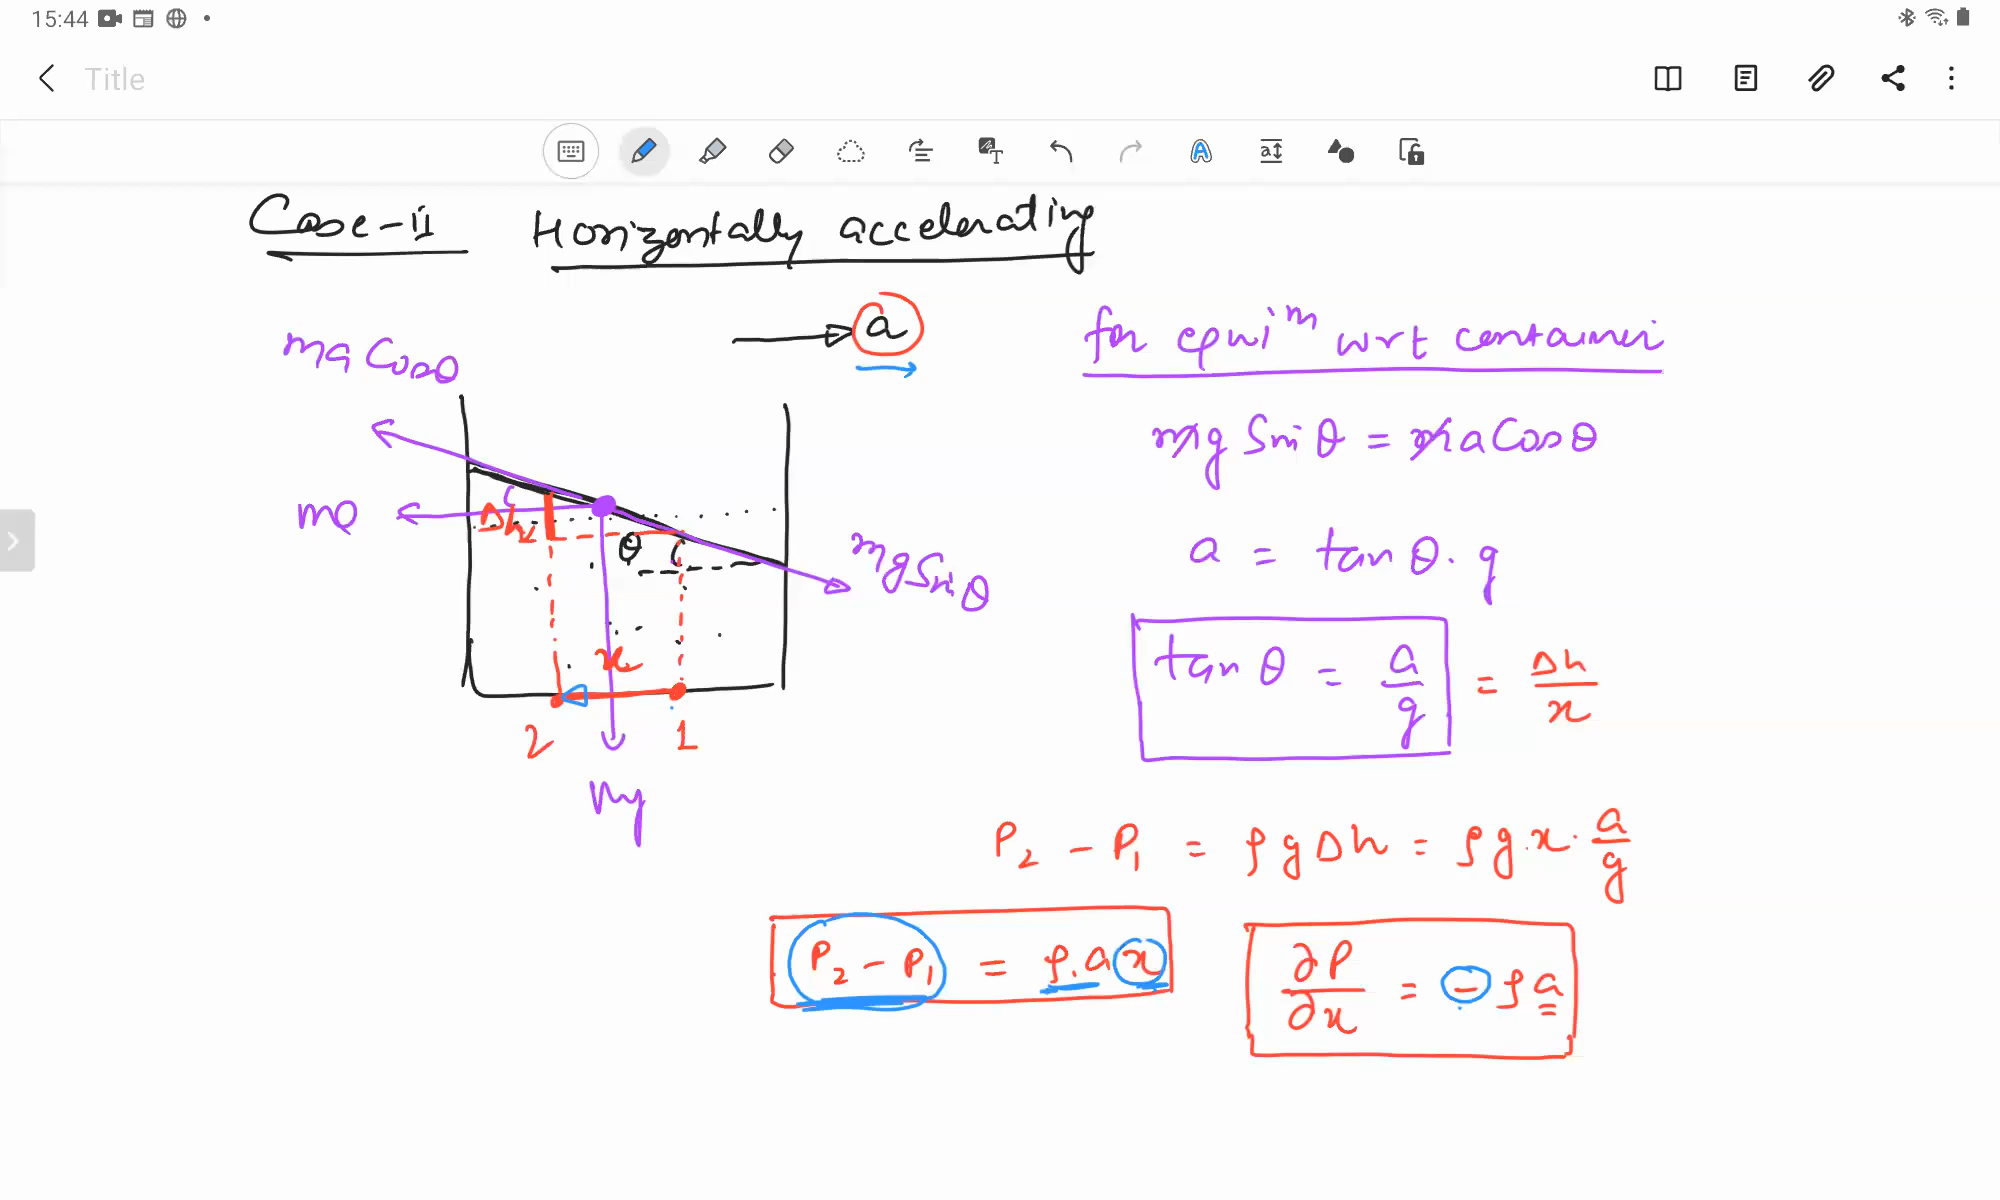 15:44
Title
Case-ii Horizontally accelerating
a
ma Cosθ
ma
Δh
θ
mg Sinθ
x
2
1
mg
for equi^m wrt container
mg Sinθ = ma Cosθ
a = tanθ · g
tanθ = a/g = Δh/x
P₂ - P₁ = ρgΔh = ρg·x·a/g
P₂ - P₁ = ρ.a x
∂P/∂x = - ρa